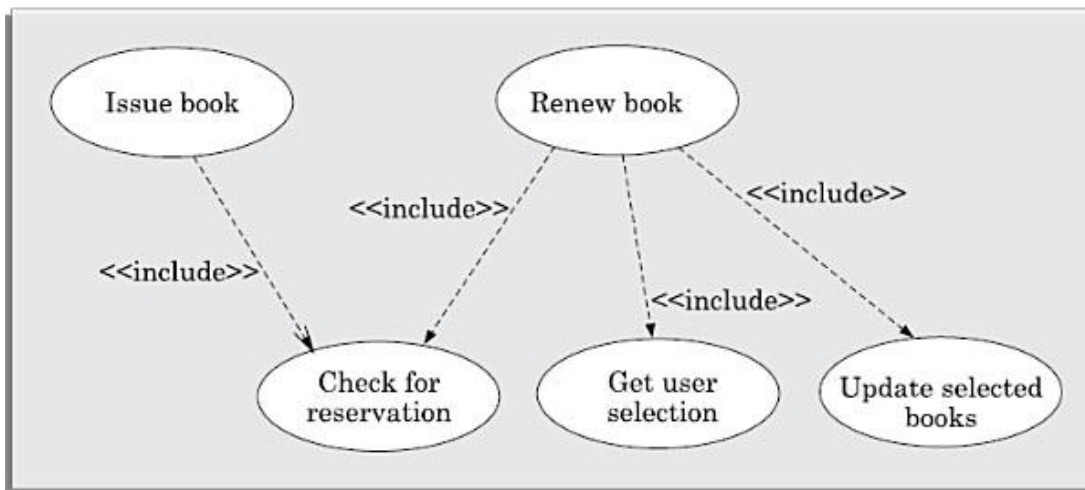 Issue book
Renew book
<<include>>
<<include>>
<<include>>
<<include>>
Check for
reservation
Get user
selection
Update selected
books